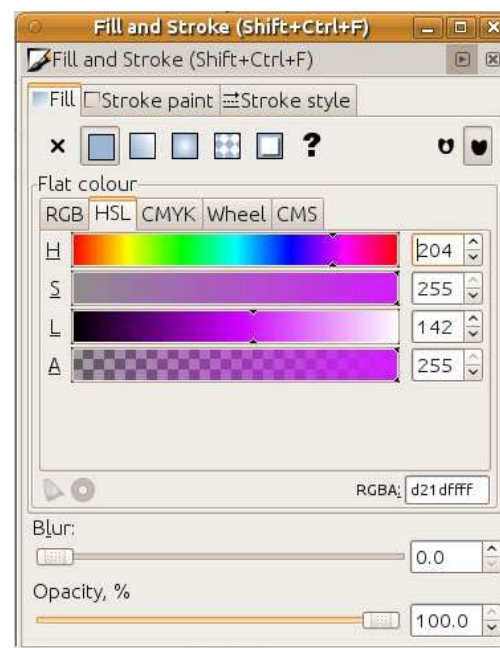 Fill and Stroke (Shift+Ctrl+F)
Fill and Stroke (Shift+Ctrl+F)
Fill Stroke paint Stroke style
?
Flat colour
RGB HSL CMYK Wheel CMS
H 204
S 255
L 142
A 255
RGBA: d21dffff
Blur:
0.0
Opacity, %
100.0